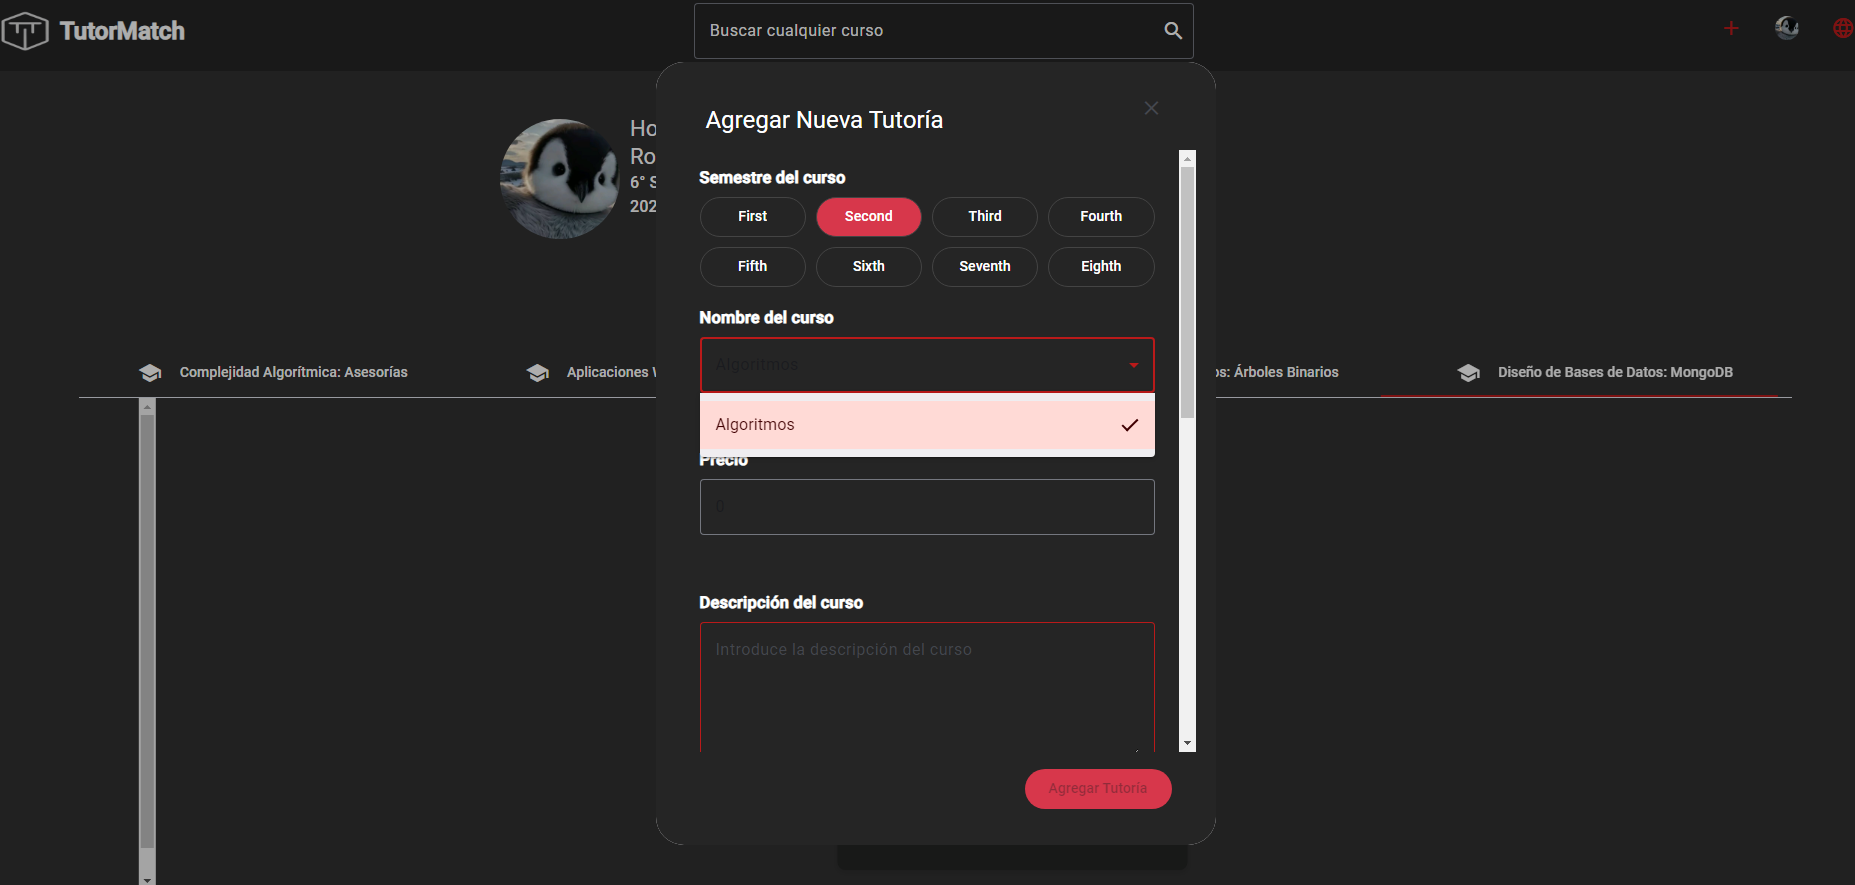 TutorMatch
Buscar cualquier curso
Agregar Nueva Tutoría
Ho
Ro
6° S
202
Semestre del curso
First Second Third Fourth
Fifth Sixth Seventh Eighth
Nombre del curso
Algoritmos
Complejidad Algorítmica: Asesorías
Aplicaciones W
os: Árboles Binarios
Diseño de Bases de Datos: MongoDB
Algoritmos
Precio
0
Descripción del curso
Introduce la descripción del curso
Agregar Tutoría